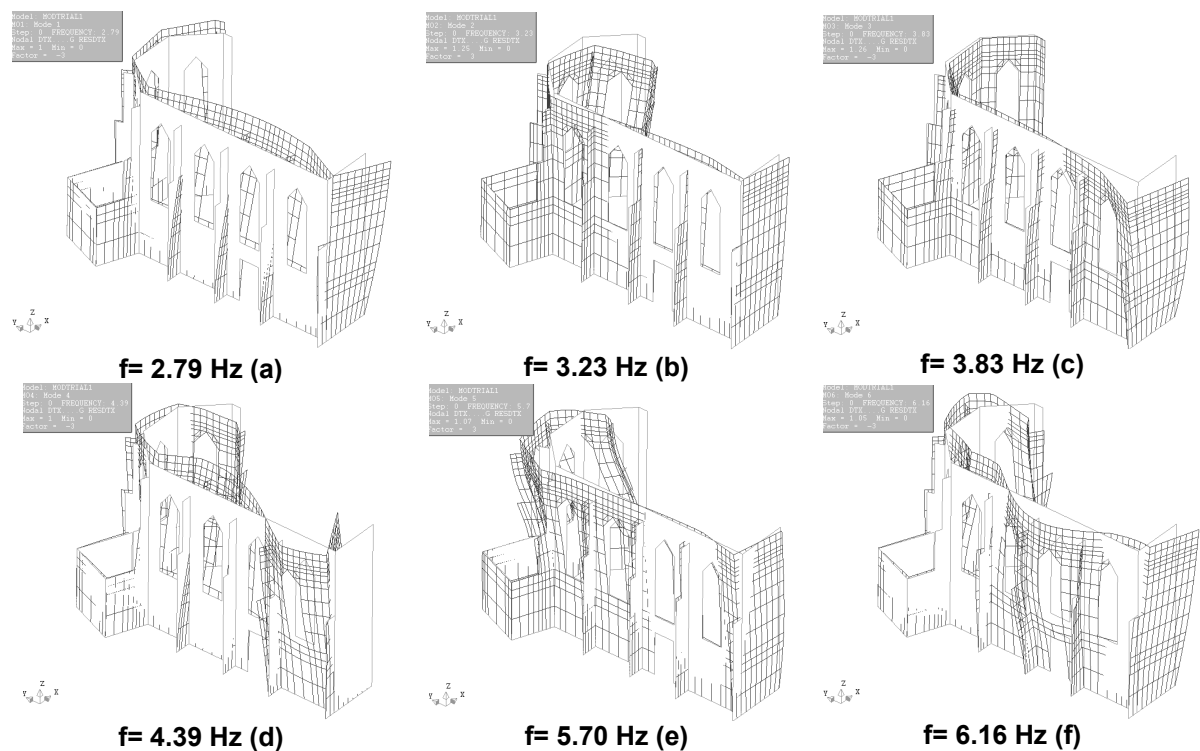 Model: MODTRIAL1
MO1: Mode 1
Step: 0 FREQUENCY: 2.79
Nodal DTX....G RESDTX
Max = 1 Min = 0
Factor = -3
Z
Y X
f= 2.79 Hz (a)
Model: MODTRIAL1
MO2: Mode 2
Step: 0 FREQUENCY: 3.23
Nodal DTX....G RESDTX
Max = 1.25 Min = 0
Factor = 3
Z
Y X
f= 3.23 Hz (b)
Model: MODTRIAL1
MO3: Mode 3
Step: 0 FREQUENCY: 3.83
Nodal DTX....G RESDTX
Max = 1.26 Min = 0
Factor = -3
Z
Y X
f= 3.83 Hz (c)
Model: MODTRIAL1
MO4: Mode 4
Step: 0 FREQUENCY: 4.39
Nodal DTX....G RESDTX
Max = 1 Min = 0
Factor = -3
Z
Y X
f= 4.39 Hz (d)
Model: MODTRIAL1
MO5: Mode 5
Step: 0 FREQUENCY: 5.7
Nodal DTX....G RESDTX
Max = 1.07 Min = 0
Factor = 3
Z
Y X
f= 5.70 Hz (e)
Model: MODTRIAL1
MO6: Mode 6
Step: 0 FREQUENCY: 6.16
Nodal DTX....G RESDTX
Max = 1.05 Min = 0
Factor = -3
Z
Y X
f= 6.16 Hz (f)